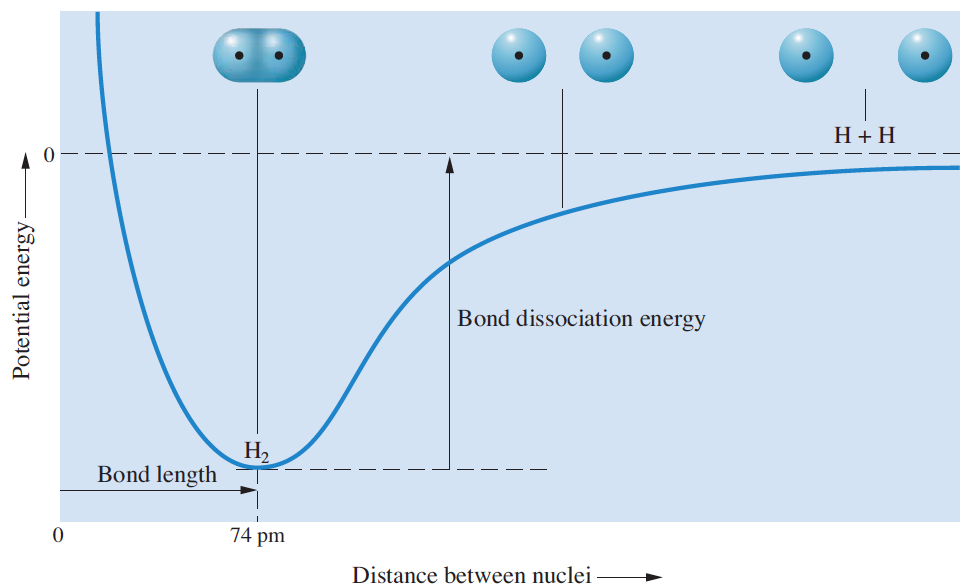 H + H
0
Potential energy
Bond dissociation energy
H₂
Bond length
0
74 pm
Distance between nuclei